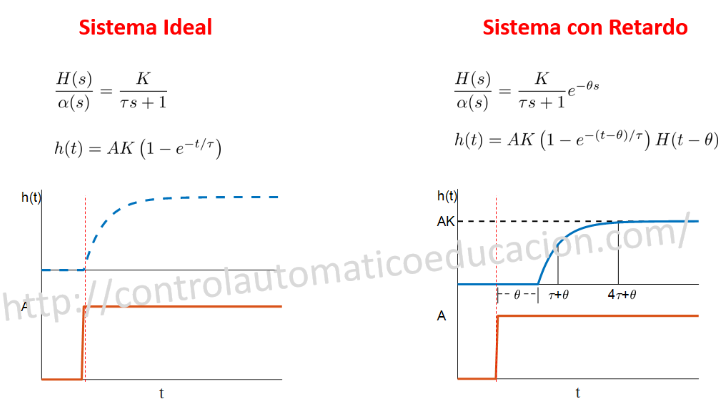 Sistema Ideal
H(s)/α(s) = K/(τs + 1)
h(t) = AK (1 − e^{−t/τ})
h(t)
A
t
Sistema con Retardo
H(s)/α(s) = K/(τs + 1) e^{−θs}
h(t) = AK (1 − e^{−(t−θ)/τ}) H(t − θ)
h(t)
AK
θ τ+θ 4τ+θ
A
t
http://controlautomaticoeducacion.com/